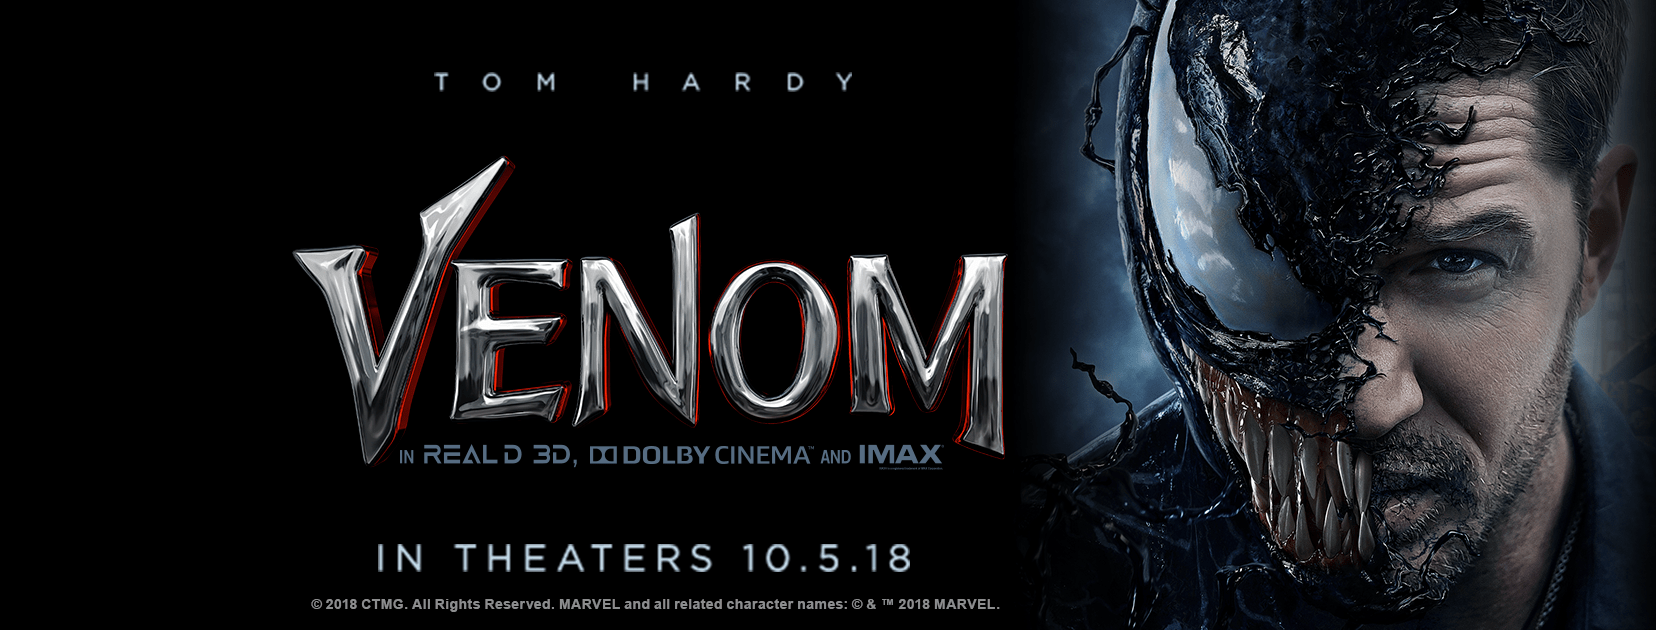 TOM HARDY
VENOM
IN REAL D 3D, DOLBY CINEMA™ AND IMAX
IN THEATERS 10.5.18
© 2018 CTMG. All Rights Reserved. MARVEL and all related character names: © & ™ 2018 MARVEL.